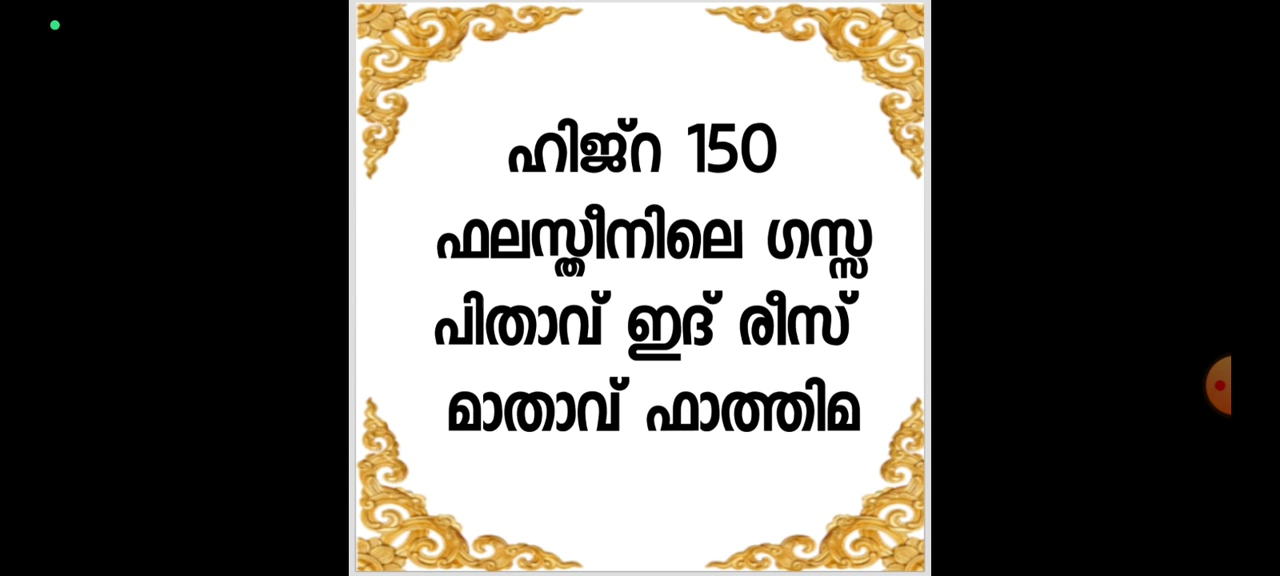 ഹിജ്റ 150
ഫലസ്തീനിലെ ഗസ്സ
പിതാവ് ഇദ് രീസ്
മാതാവ് ഫാത്തിമ